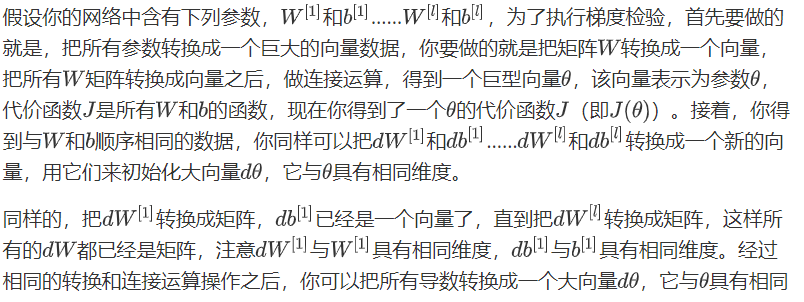 假设你的网络中含有下列参数，$W^{[1]}$和$b^{[1]}$……$W^{[l]}$和$b^{[l]}$，为了执行梯度检验，首先要做的
就是，把所有参数转换成一个巨大的向量数据，你要做的就是把矩阵$W$转换成一个向量，
把所有$W$矩阵转换成向量之后，做连接运算，得到一个巨型向量$\theta$，该向量表示为参数$\theta$，
代价函数$J$是所有$W$和$b$的函数，现在你得到了一个$\theta$的代价函数$J$（即$J(\theta)$）。接着，你得
到与$W$和$b$顺序相同的数据，你同样可以把$dW^{[1]}$和$db^{[1]}$……$dW^{[l]}$和$db^{[l]}$转换成一个新的向
量，用它们来初始化大向量$d\theta$，它与$\theta$具有相同维度。
同样的，把$dW^{[1]}$转换成矩阵，$db^{[1]}$已经是一个向量了，直到把$dW^{[l]}$转换成矩阵，这样所
有的$dW$都已经是矩阵，注意$dW^{[1]}$与$W^{[1]}$具有相同维度，$db^{[1]}$与$b^{[1]}$具有相同维度。经过
相同的转换和连接运算操作之后，你可以把所有导数转换成一个大向量$d\theta$，它与$\theta$具有相同